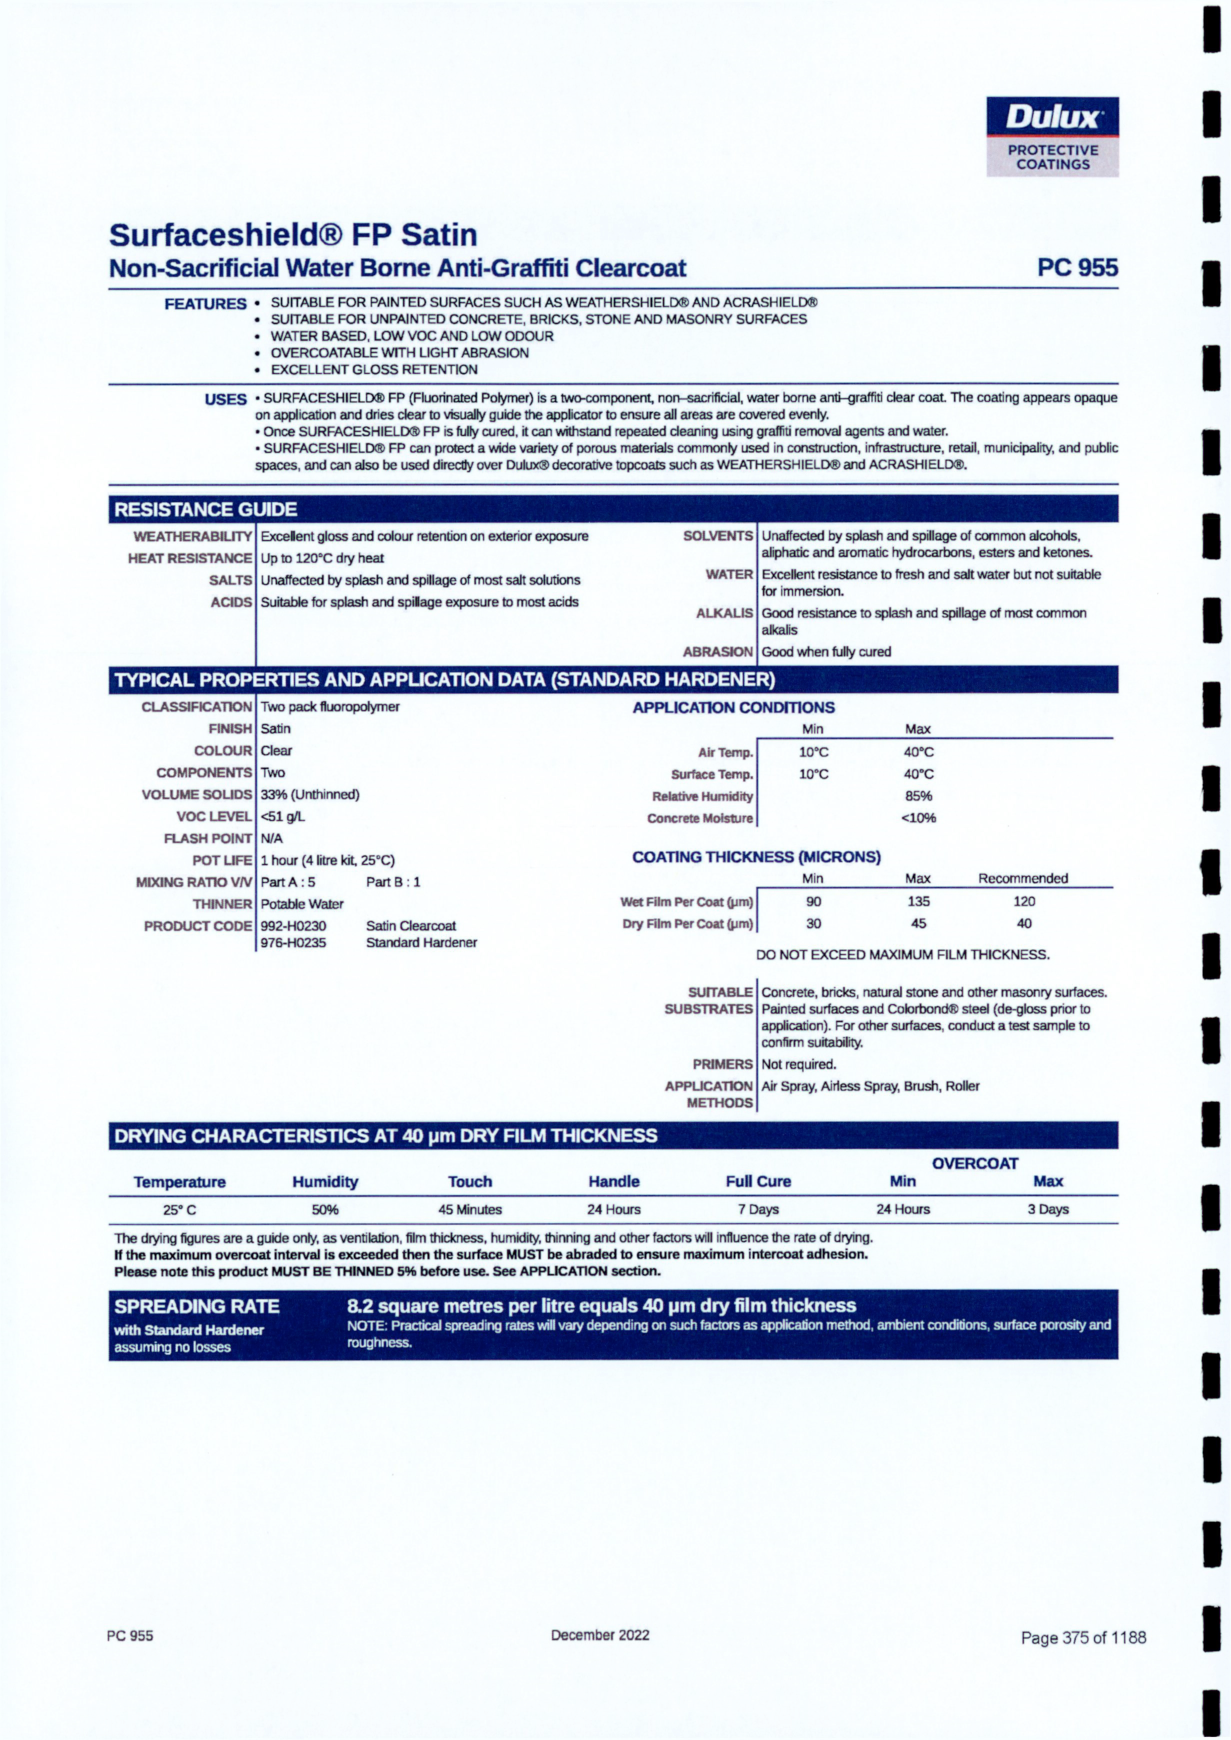 Dulux
PROTECTIVE
COATINGS
Surfaceshield® FP Satin
Non-Sacrificial Water Borne Anti-Graffiti Clearcoat PC 955
FEATURES • SUITABLE FOR PAINTED SURFACES SUCH AS WEATHERSHIELD® AND ACRASHIELD®
• SUITABLE FOR UNPAINTED CONCRETE, BRICKS, STONE AND MASONRY SURFACES
• WATER BASED, LOW VOC AND LOW ODOUR
• OVERCOATABLE WITH LIGHT ABRASION
• EXCELLENT GLOSS RETENTION
USES • SURFACESHIELD® FP (Fluorinated Polymer) is a two-component, non–sacrificial, water borne anti–graffiti clear coat. The coating appears opaque
on application and dries clear to visually guide the applicator to ensure all areas are covered evenly.
• Once SURFACESHIELD® FP is fully cured, it can withstand repeated cleaning using graffiti removal agents and water.
• SURFACESHIELD® FP can protect a wide variety of porous materials commonly used in construction, infrastructure, retail, municipality, and public
spaces, and can also be used directly over Dulux® decorative topcoats such as WEATHERSHIELD® and ACRASHIELD®.
RESISTANCE GUIDE
WEATHERABILITY Excellent gloss and colour retention on exterior exposure
HEAT RESISTANCE Up to 120°C dry heat
SALTS Unaffected by splash and spillage of most salt solutions
ACIDS Suitable for splash and spillage exposure to most acids
SOLVENTS Unaffected by splash and spillage of common alcohols,
aliphatic and aromatic hydrocarbons, esters and ketones.
WATER Excellent resistance to fresh and salt water but not suitable
for immersion.
ALKALIS Good resistance to splash and spillage of most common
alkalis
ABRASION Good when fully cured
TYPICAL PROPERTIES AND APPLICATION DATA (STANDARD HARDENER)
CLASSIFICATION Two pack fluoropolymer
FINISH Satin
COLOUR Clear
COMPONENTS Two
VOLUME SOLIDS 33% (Unthinned)
VOC LEVEL <51 g/L
FLASH POINT N/A
POT LIFE 1 hour (4 litre kit, 25°C)
MIXING RATIO V/V Part A : 5 Part B : 1
THINNER Potable Water
PRODUCT CODE 992-H0230 Satin Clearcoat
976-H0235 Standard Hardener
APPLICATION CONDITIONS
Min Max
Air Temp. 10°C 40°C
Surface Temp. 10°C 40°C
Relative Humidity 85%
Concrete Moisture <10%
COATING THICKNESS (MICRONS)
Min Max Recommended
Wet Film Per Coat (µm) 90 135 120
Dry Film Per Coat (µm) 30 45 40
DO NOT EXCEED MAXIMUM FILM THICKNESS.
SUITABLE Concrete, bricks, natural stone and other masonry surfaces.
SUBSTRATES Painted surfaces and Colorbond® steel (de-gloss prior to
application). For other surfaces, conduct a test sample to
confirm suitability.
PRIMERS Not required.
APPLICATION Air Spray, Airless Spray, Brush, Roller
METHODS
DRYING CHARACTERISTICS AT 40 µm DRY FILM THICKNESS
OVERCOAT
Temperature Humidity Touch Handle Full Cure Min Max
25° C 50% 45 Minutes 24 Hours 7 Days 24 Hours 3 Days
The drying figures are a guide only, as ventilation, film thickness, humidity, thinning and other factors will influence the rate of drying.
If the maximum overcoat interval is exceeded then the surface MUST be abraded to ensure maximum intercoat adhesion.
Please note this product MUST BE THINNED 5% before use. See APPLICATION section.
SPREADING RATE 8.2 square metres per litre equals 40 µm dry film thickness
with Standard Hardener NOTE: Practical spreading rates will vary depending on such factors as application method, ambient conditions, surface porosity and
assuming no losses roughness.
PC 955 December 2022 Page 375 of 1188